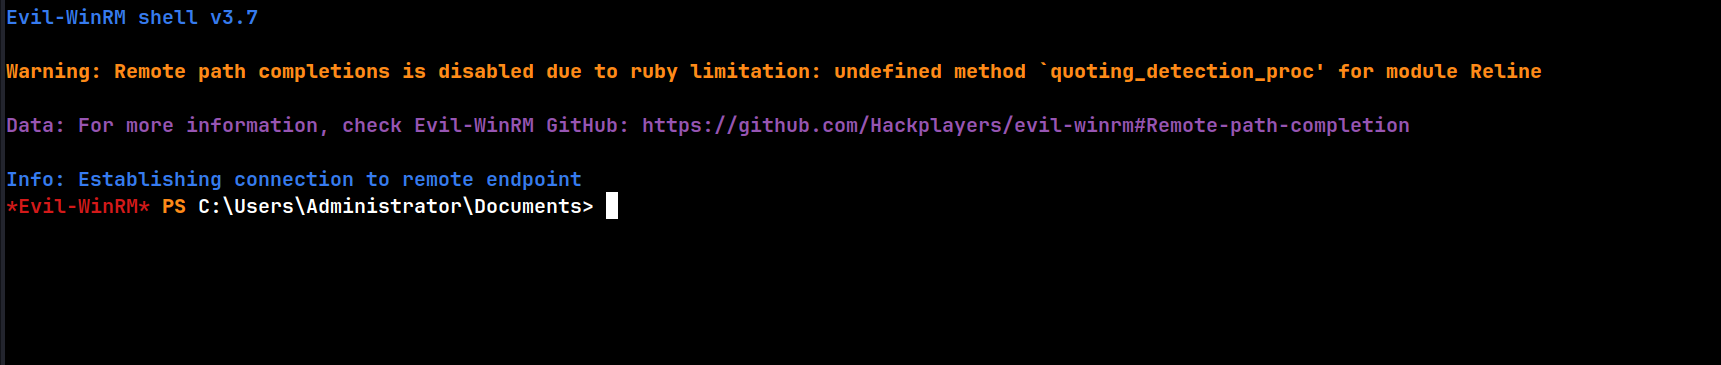 Evil-WinRM shell v3.7
Warning: Remote path completions is disabled due to ruby limitation: undefined method `quoting_detection_proc' for module Reline
Data: For more information, check Evil-WinRM GitHub: https://github.com/Hackplayers/evil-winrm#Remote-path-completion
Info: Establishing connection to remote endpoint
*Evil-WinRM* PS C:\Users\Administrator\Documents>